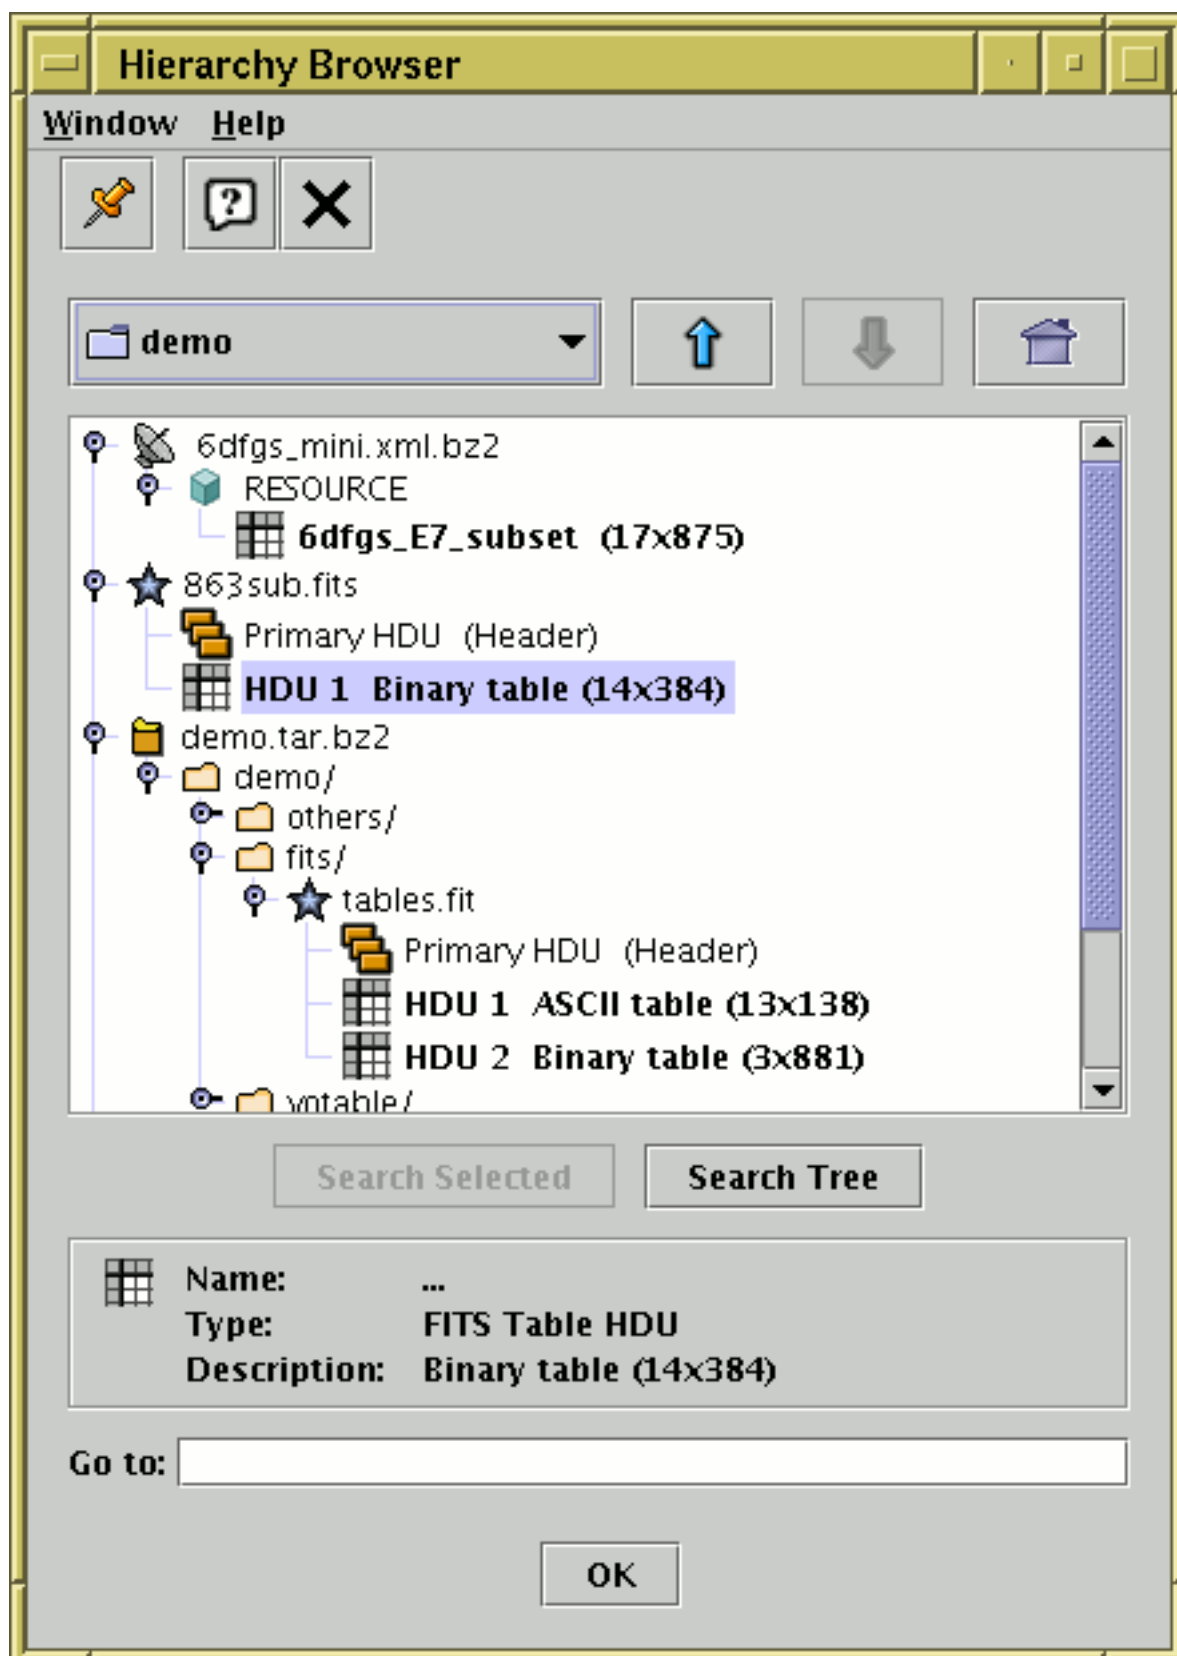 Hierarchy Browser
Window Help
?
demo
6dfgs_mini.xml.bz2
RESOURCE
6dfgs_E7_subset (17x875)
863sub.fits
Primary HDU (Header)
HDU 1 Binary table (14x384)
demo.tar.bz2
demo/
others/
fits/
tables.fit
Primary HDU (Header)
HDU 1 ASCII table (13x138)
HDU 2 Binary table (3x881)
votable/
Search Selected Search Tree
Name: ...
Type: FITS Table HDU
Description: Binary table (14x384)
Go to:
OK